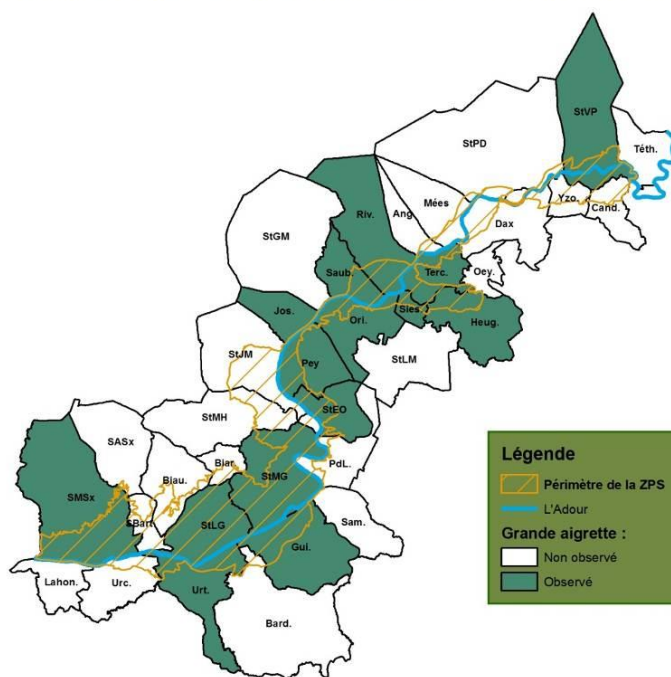 StVP
StPD
Téth.
Mées
Ang
Yzo.
Cand.
Riv.
Dax
StGM
Saub.
Terc.
Oey.
Jos.
Ori.
Sies.
Heug.
StJM
Pey
StLM
StMH
StEO
SASx
Biar.
PdL.
SMSx
Biau.
StMG
SBart
StLG
Sam.
Gui.
Lahon.
Urc.
Urt.
Bard.
Légende
Périmètre de la ZPS
L'Adour
Grande aigrette :
Non observé
Observé